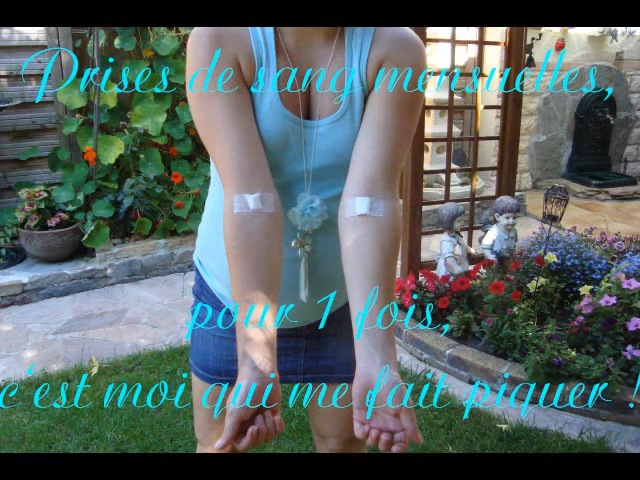 Prises de sang mensuelles,
pour 1 fois,
c'est moi qui me fait piquer !